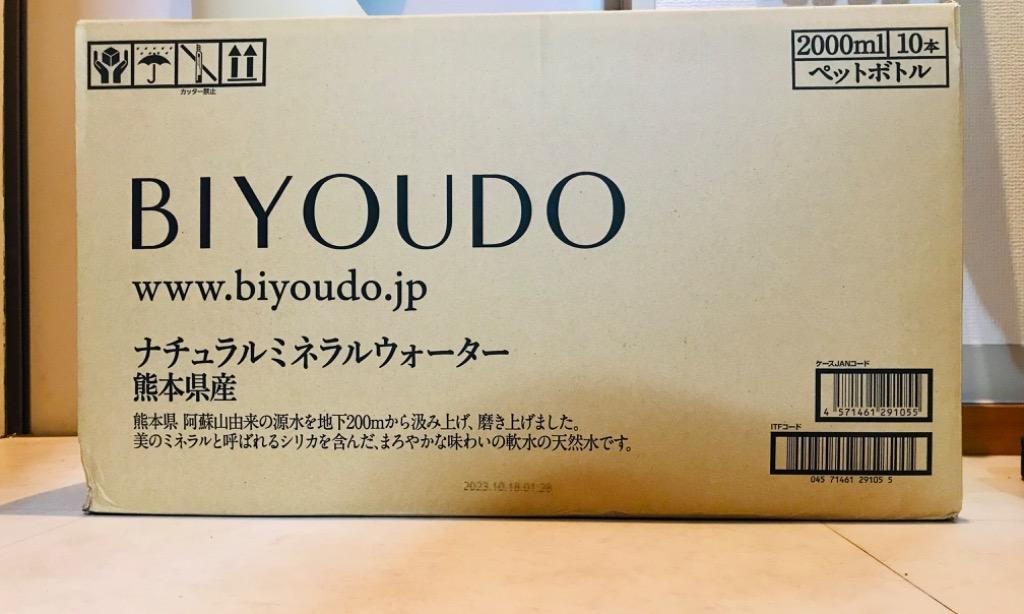 カッター禁止
2000ml 10本
ペットボトル
BIYOUDO
www.biyoudo.jp
ナチュラルミネラルウォーター
熊本県産
熊本県 阿蘇山由来の源水を地下200mから汲み上げ、磨き上げました。
美のミネラルと呼ばれるシリカを含んだ、まろやかな味わいの軟水の天然水です。
ケースJANコード
4 571461 291055
ITFコード
045 71461 29105 5
2023.10.18.01:28